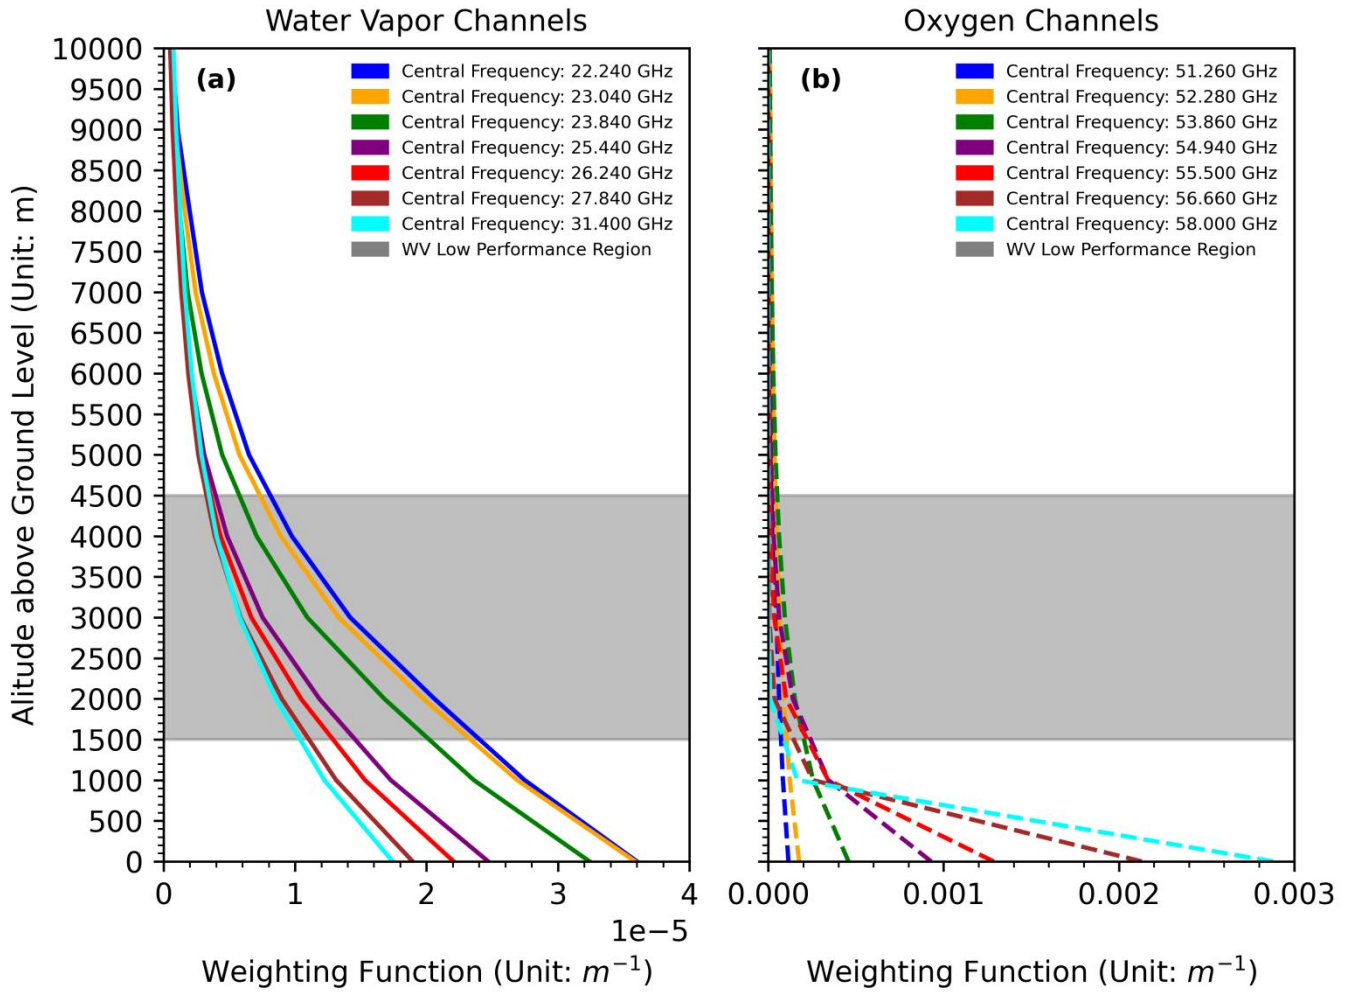 Water Vapor Channels
Oxygen Channels
(a)
Central Frequency: 22.240 GHz
Central Frequency: 23.040 GHz
Central Frequency: 23.840 GHz
Central Frequency: 25.440 GHz
Central Frequency: 26.240 GHz
Central Frequency: 27.840 GHz
Central Frequency: 31.400 GHz
WV Low Performance Region
(b)
Central Frequency: 51.260 GHz
Central Frequency: 52.280 GHz
Central Frequency: 53.860 GHz
Central Frequency: 54.940 GHz
Central Frequency: 55.500 GHz
Central Frequency: 56.660 GHz
Central Frequency: 58.000 GHz
WV Low Performance Region
Alitude above Ground Level (Unit: m)
10000
9500
9000
8500
8000
7500
7000
6500
6000
5500
5000
4500
4000
3500
3000
2500
2000
1500
1000
500
0
0 1 2 3 4
1e−5
0.000 0.001 0.002 0.003
Weighting Function (Unit: m⁻¹)
Weighting Function (Unit: m⁻¹)